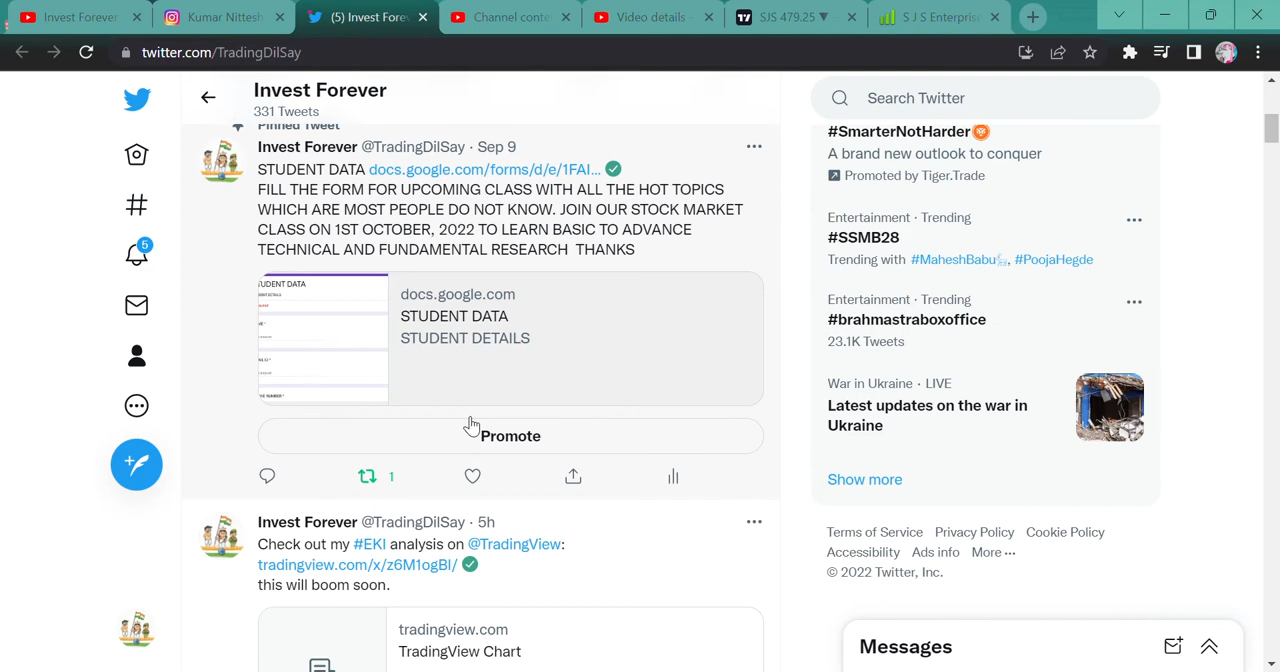 Invest Forever
Kumar Nittesh
(5) Invest Forev
Channel conte
Video details -
SJS 479.25 ▼
S J S Enterpris
twitter.com/TradingDilSay
Invest Forever
331 Tweets
Search Twitter
Pinned Tweet
Invest Forever @TradingDilSay · Sep 9
STUDENT DATA docs.google.com/forms/d/e/1FAI...
FILL THE FORM FOR UPCOMING CLASS WITH ALL THE HOT TOPICS
WHICH ARE MOST PEOPLE DO NOT KNOW. JOIN OUR STOCK MARKET
CLASS ON 1ST OCTOBER, 2022 TO LEARN BASIC TO ADVANCE
TECHNICAL AND FUNDAMENTAL RESEARCH THANKS
docs.google.com
STUDENT DATA
STUDENT DETAILS
Promote
1
Invest Forever @TradingDilSay · 5h
Check out my #EKI analysis on @TradingView:
tradingview.com/x/z6M1ogBl/
this will boom soon.
tradingview.com
TradingView Chart
5
#SmarterNotHarder
A brand new outlook to conquer
Promoted by Tiger.Trade
Entertainment · Trending
#SSMB28
Trending with #MaheshBabu, #PoojaHegde
Entertainment · Trending
#brahmastraboxoffice
23.1K Tweets
War in Ukraine · LIVE
Latest updates on the war in
Ukraine
Show more
Terms of Service Privacy Policy Cookie Policy
Accessibility Ads info More ···
© 2022 Twitter, Inc.
Messages